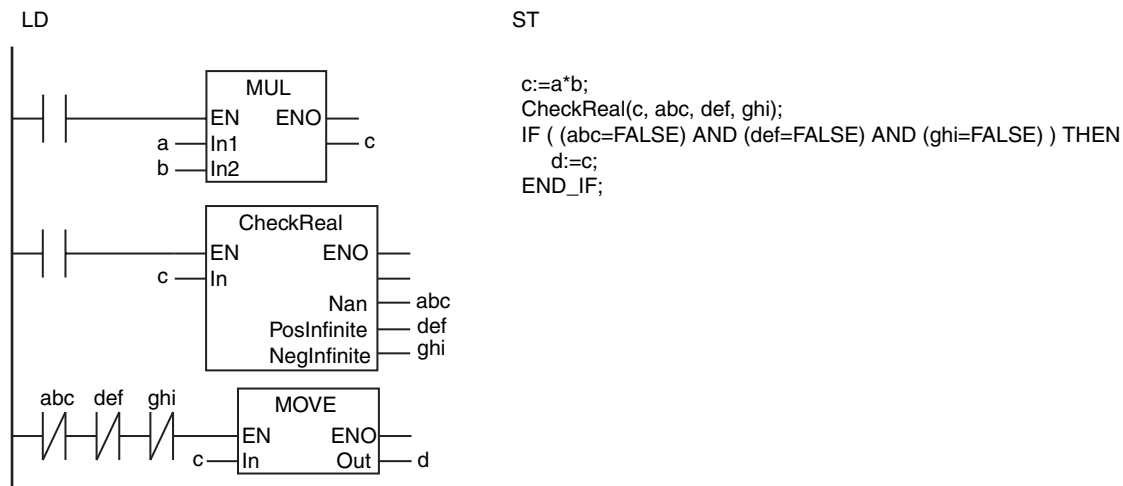 LD
MUL
EN ENO
a In1 c
b In2
CheckReal
EN ENO
c In
Nan abc
PosInfinite def
NegInfinite ghi
abc def ghi
MOVE
EN ENO
c In Out d
ST
c:=a*b;
CheckReal(c, abc, def, ghi);
IF ( (abc=FALSE) AND (def=FALSE) AND (ghi=FALSE) ) THEN
d:=c;
END_IF;